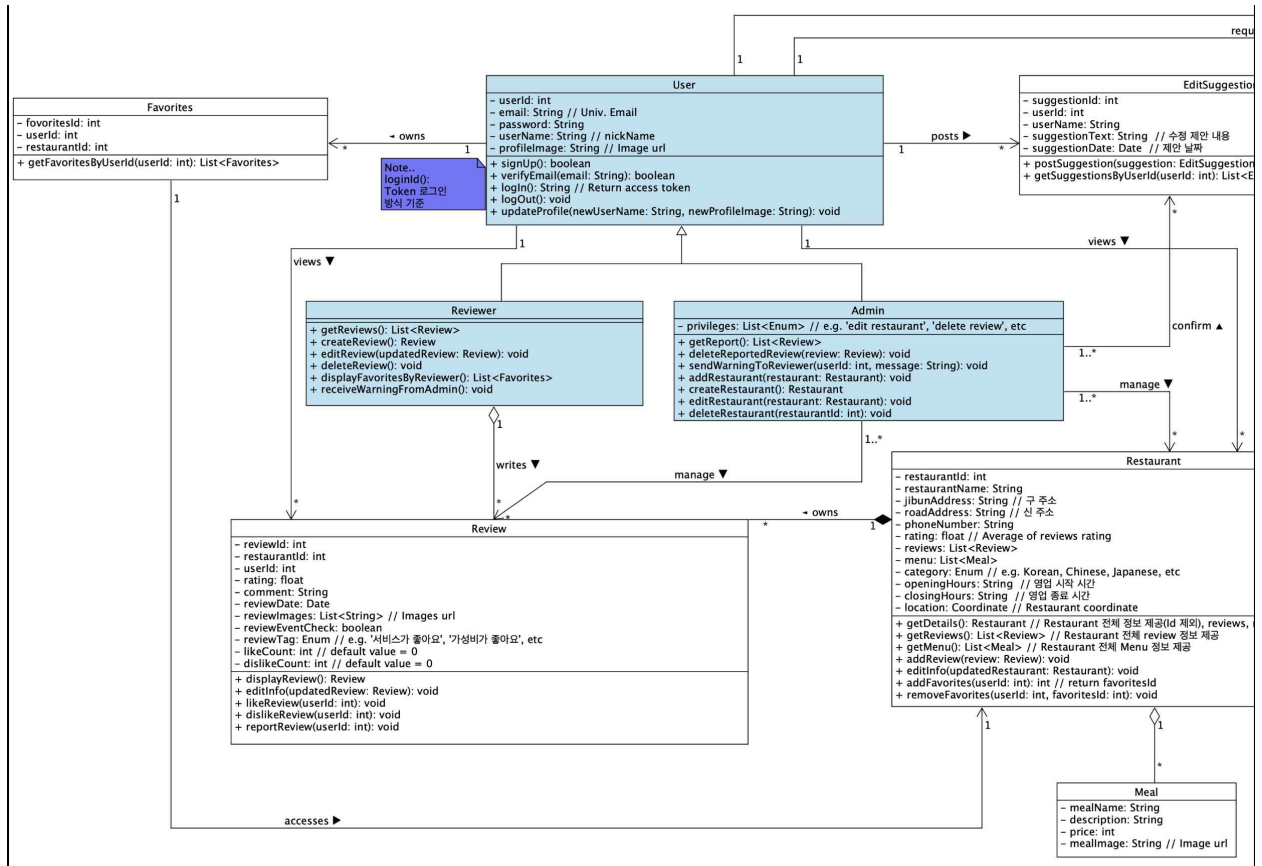 requ
1
1
User
- userId: int
- email: String // Univ. Email
- password: String
- userName: String // nickName
- profileImage: String // Image url
+ signUp(): boolean
+ verifyEmail(email: String): boolean
+ logIn(): String // Return access token
+ logOut(): void
+ updateProfile(newUserName: String, newProfileImage: String): void
Favorites
- fovoritesId: int
- userId: int
- restaurantId: int
+ getFavoritesByUserId(userId: int): List<Favorites>
◄ owns
*
1
Note..
loginId():
Token 로그인
방식 기준
posts ▶
1
*
EditSuggestion
- suggestionId: int
- userId: int
- userName: String
- suggestionText: String // 수정 제안 내용
- suggestionDate: Date // 제안 날짜
+ postSuggestion(suggestion: EditSuggestion
+ getSuggestionsByUserId(userId: int): List<E
1
*
1
1
views ▼
views ▼
Reviewer
+ getReviews(): List<Review>
+ createReview(): Review
+ editReview(updatedReview: Review): void
+ deleteReview(): void
+ displayFavoritesByReviewer(): List<Favorites>
+ receiveWarningFromAdmin(): void
Admin
- privileges: List<Enum> // e.g. 'edit restaurant', 'delete review', etc
+ getReport(): List<Review>
+ deleteReportedReview(review: Review): void
+ sendWarningToReviewer(userId: int, message: String): void
+ addRestaurant(restaurant: Restaurant): void
+ createRestaurant(): Restaurant
+ editRestaurant(restaurant: Restaurant): void
+ deleteRestaurant(restaurantId: int): void
confirm ▲
1..*
manage ▼
1..*
1
1..*
*
*
writes ▼
manage ▼
*
*
*
◄ owns
*
1
Review
- reviewId: int
- restaurantId: int
- userId: int
- rating: float
- comment: String
- reviewDate: Date
- reviewImages: List<String> // Images url
- reviewEventCheck: boolean
- reviewTag: Enum // e.g. '서비스가 좋아요', '가성비가 좋아요', etc
- likeCount: int // default value = 0
- dislikeCount: int // default value = 0
+ displayReview(): Review
+ editInfo(updatedReview: Review): void
+ likeReview(userId: int): void
+ dislikeReview(userId: int): void
+ reportReview(userId: int): void
Restaurant
- restaurantId: int
- restaurantName: String
- jibunAddress: String // 구 주소
- roadAddress: String // 신 주소
- phoneNumber: String
- rating: float // Average of reviews rating
- reviews: List<Review>
- menu: List<Meal>
- category: Enum // e.g. Korean, Chinese, Japanese, etc
- openingHours: String // 영업 시작 시간
- closingHours: String // 영업 종료 시간
- location: Coordinate // Restaurant coordinate
+ getDetails(): Restaurant // Restaurant 전체 정보 제공(Id 제외), reviews,
+ getReviews(): List<Review> // Restaurant 전체 review 정보 제공
+ getMenu(): List<Meal> // Restaurant 전체 Menu 정보 제공
+ addReview(review: Review): void
+ editInfo(updatedRestaurant: Restaurant): void
+ addFavorites(userId: int): int // return favoritesId
+ removeFavorites(userId: int, favoritesId: int): void
1
1
*
accesses ▶
Meal
- mealName: String
- description: String
- price: int
- mealImage: String // Image url